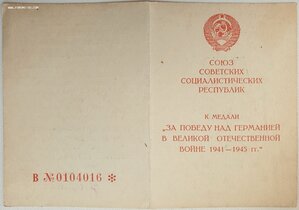 В №0104016 *
СОЮЗ
СОВЕТСКИХ
СОЦИАЛИСТИЧЕСКИХ
РЕСПУБЛИК
К МЕДАЛИ
„ЗА ПОБЕДУ НАД ГЕРМАНИЕЙ
В ВЕЛИКОЙ ОТЕЧЕСТВЕННОЙ
ВОЙНЕ 1941—1945 гг.“